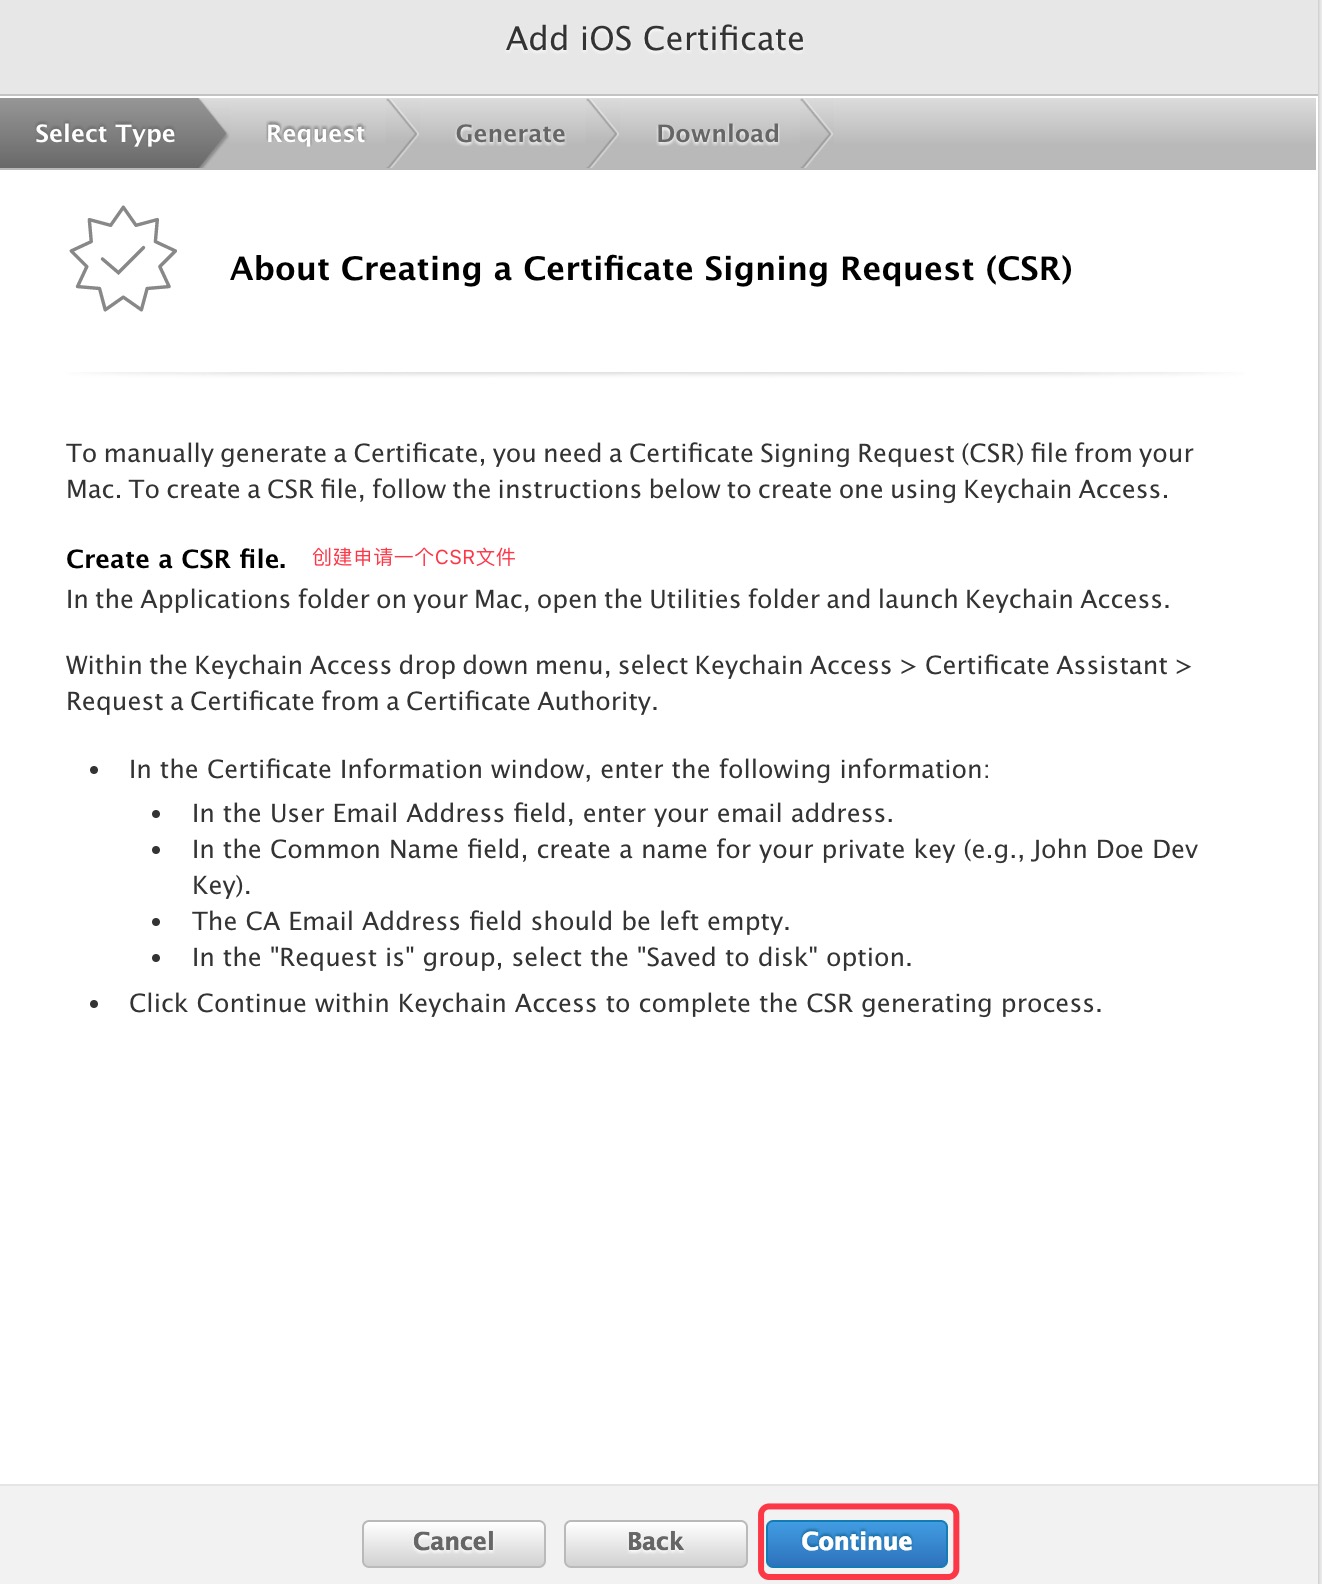 Add iOS Certificate
Select Type
Request
Generate
Download
About Creating a Certificate Signing Request (CSR)
To manually generate a Certificate, you need a Certificate Signing Request (CSR) file from your
Mac. To create a CSR file, follow the instructions below to create one using Keychain Access.
Create a CSR file. 创建申请一个CSR文件
In the Applications folder on your Mac, open the Utilities folder and launch Keychain Access.
Within the Keychain Access drop down menu, select Keychain Access > Certificate Assistant >
Request a Certificate from a Certificate Authority.
• In the Certificate Information window, enter the following information:
• In the User Email Address field, enter your email address.
• In the Common Name field, create a name for your private key (e.g., John Doe Dev
Key).
• The CA Email Address field should be left empty.
• In the "Request is" group, select the "Saved to disk" option.
• Click Continue within Keychain Access to complete the CSR generating process.
Cancel
Back
Continue